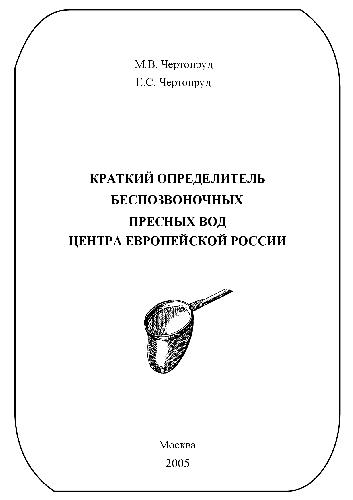 М.В. Чертопруд
Е.С. Чертопруд
КРАТКИЙ ОПРЕДЕЛИТЕЛЬ
БЕСПОЗВОНОЧНЫХ
ПРЕСНЫХ ВОД
ЦЕНТРА ЕВРОПЕЙСКОЙ РОССИИ
Москва
2005